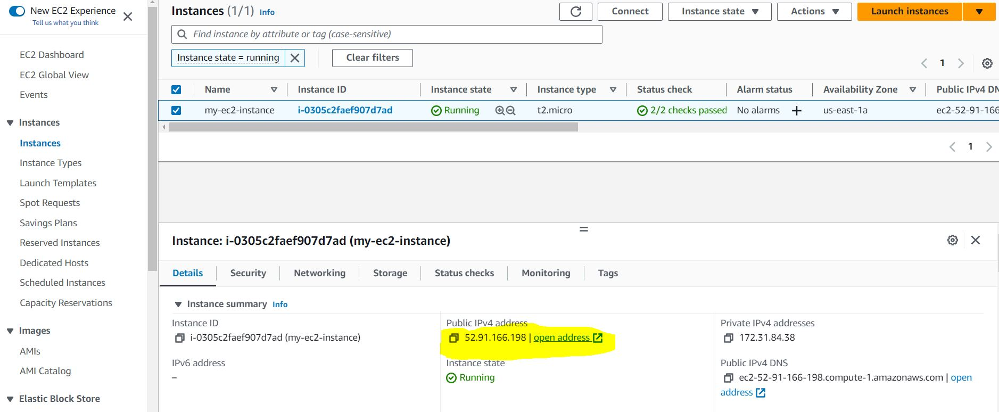 New EC2 Experience
Tell us what you think
EC2 Dashboard
EC2 Global View
Events
Instances
Instances
Instance Types
Launch Templates
Spot Requests
Savings Plans
Reserved Instances
Dedicated Hosts
Scheduled Instances
Capacity Reservations
Images
AMIs
AMI Catalog
Elastic Block Store
Instances (1/1) Info
Connect
Instance state
Actions
Launch instances
Find instance by attribute or tag (case-sensitive)
Instance state = running
Clear filters
1
Name Instance ID Instance state Instance type Status check Alarm status Availability Zone Public IPv4 DN
my-ec2-instance i-0305c2faef907d7ad Running t2.micro 2/2 checks passed No alarms + us-east-1a ec2-52-91-166
1
Instance: i-0305c2faef907d7ad (my-ec2-instance)
Details Security Networking Storage Status checks Monitoring Tags
Instance summary Info
Instance ID
i-0305c2faef907d7ad (my-ec2-instance)
IPv6 address
–
Public IPv4 address
52.91.166.198 | open address
Instance state
Running
Private IPv4 addresses
172.31.84.38
Public IPv4 DNS
ec2-52-91-166-198.compute-1.amazonaws.com | open
address